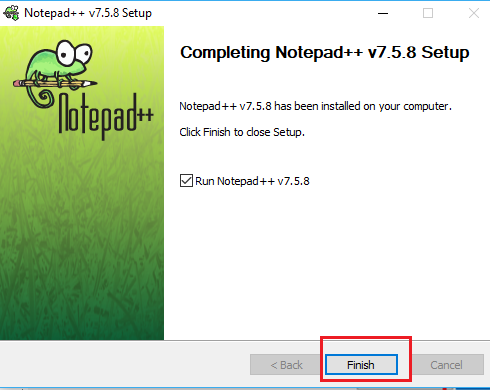 Notepad++ v7.5.8 Setup
Notepad++
Completing Notepad++ v7.5.8 Setup
Notepad++ v7.5.8 has been installed on your computer.
Click Finish to close Setup.
Run Notepad++ v7.5.8
< Back
Finish
Cancel